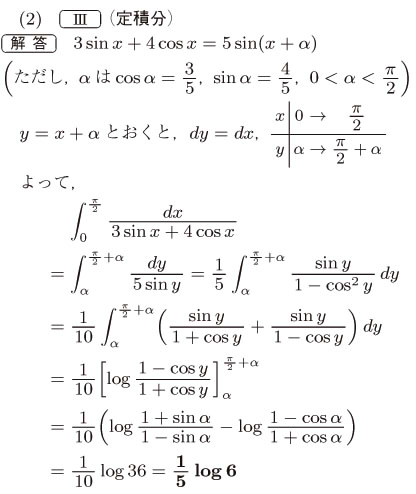 (2) Ⅲ (定積分)
解答 3 sin x + 4 cos x = 5 sin(x + α)
(ただし, α は cos α = 3/5, sin α = 4/5, 0 < α < π/2)
y = x + α とおくと, dy = dx, x | 0 → π/2
y | α → π/2 + α
よって,
∫_0^{π/2} dx/(3 sin x + 4 cos x)
= ∫_α^{π/2+α} dy/(5 sin y) = 1/5 ∫_α^{π/2+α} sin y/(1 − cos² y) dy
= 1/10 ∫_α^{π/2+α} (sin y/(1 + cos y) + sin y/(1 − cos y)) dy
= 1/10 [log (1 − cos y)/(1 + cos y)]_α^{π/2+α}
= 1/10 (log (1 + sin α)/(1 − sin α) − log (1 − cos α)/(1 + cos α))
= 1/10 log 36 = 1/5 log 6